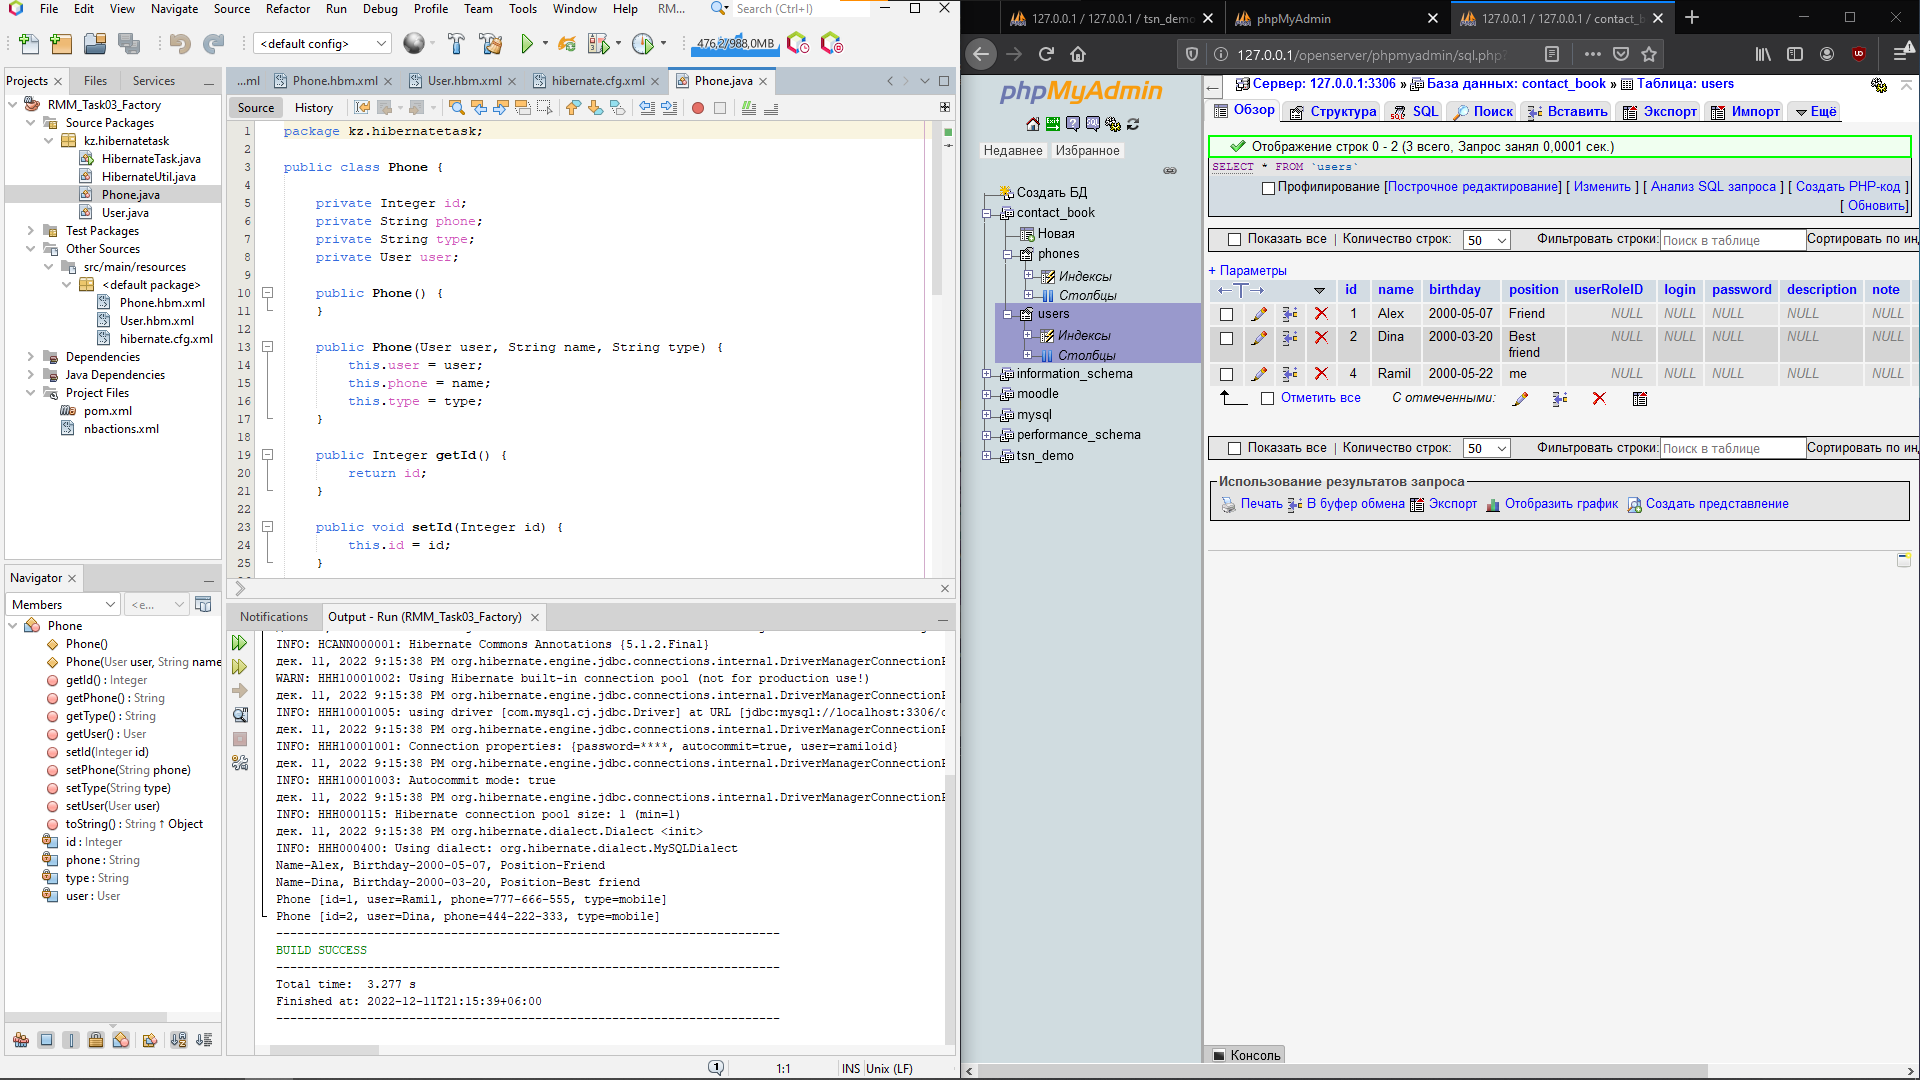 File Edit View Navigate Source Refactor Run Debug Profile Team Tools Window Help RM... Search (Ctrl+I)
<default config> 476,2/988,0MB
Projects Files Services
RMM_Task03_Factory
Source Packages
kz.hibernatetask
HibernateTask.java
HibernateUtil.java
Phone.java
User.java
Test Packages
Other Sources
src/main/resources
<default package>
Phone.hbm.xml
User.hbm.xml
hibernate.cfg.xml
Dependencies
Java Dependencies
Project Files
pom.xml
nbactions.xml
Navigator
Members <e...
Phone
Phone()
Phone(User user, String name
getId() : Integer
getPhone() : String
getType() : String
getUser() : User
setId(Integer id)
setPhone(String phone)
setType(String type)
setUser(User user)
toString() : String ↑ Object
id : Integer
phone : String
type : String
user : User
...ml Phone.hbm.xml User.hbm.xml hibernate.cfg.xml Phone.java
Source History
1 package kz.hibernatetask;
2
3 public class Phone {
4
5 private Integer id;
6 private String phone;
7 private String type;
8 private User user;
9
10 public Phone() {
11 }
12
13 public Phone(User user, String name, String type) {
14 this.user = user;
15 this.phone = name;
16 this.type = type;
17 }
18
19 public Integer getId() {
20 return id;
21 }
22
23 public void setId(Integer id) {
24 this.id = id;
25 }
Notifications Output - Run (RMM_Task03_Factory)
INFO: HCANN000001: Hibernate Commons Annotations {5.1.2.Final}
дек. 11, 2022 9:15:38 PM org.hibernate.engine.jdbc.connections.internal.DriverManagerConnectionP
WARN: HHH10001002: Using Hibernate built-in connection pool (not for production use!)
дек. 11, 2022 9:15:38 PM org.hibernate.engine.jdbc.connections.internal.DriverManagerConnectionP
INFO: HHH10001005: using driver [com.mysql.cj.jdbc.Driver] at URL [jdbc:mysql://localhost:3306/c
дек. 11, 2022 9:15:38 PM org.hibernate.engine.jdbc.connections.internal.DriverManagerConnectionP
INFO: HHH10001001: Connection properties: {password=****, autocommit=true, user=ramiloid}
дек. 11, 2022 9:15:38 PM org.hibernate.engine.jdbc.connections.internal.DriverManagerConnectionP
INFO: HHH10001003: Autocommit mode: true
дек. 11, 2022 9:15:38 PM org.hibernate.engine.jdbc.connections.internal.DriverManagerConnectionP
INFO: HHH000115: Hibernate connection pool size: 1 (min=1)
дек. 11, 2022 9:15:38 PM org.hibernate.dialect.Dialect <init>
INFO: HHH000400: Using dialect: org.hibernate.dialect.MySQLDialect
Name-Alex, Birthday-2000-05-07, Position-Friend
Name-Dina, Birthday-2000-03-20, Position-Best friend
Phone [id=1, user=Ramil, phone=777-666-555, type=mobile]
Phone [id=2, user=Dina, phone=444-222-333, type=mobile]
------------------------------------------------------------------------
BUILD SUCCESS
------------------------------------------------------------------------
Total time: 3.277 s
Finished at: 2022-12-11T21:15:39+06:00
------------------------------------------------------------------------
1:1 INS Unix (LF)
127.0.0.1 / 127.0.0.1 / tsn_demo phpMyAdmin 127.0.0.1 / 127.0.0.1 / contact_b
127.0.0.1/openserver/phpmyadmin/sql.php?
phpMyAdmin
Недавнее Избранное
Создать БД
contact_book
Новая
phones
Индексы
Столбцы
users
Индексы
Столбцы
information_schema
moodle
mysql
performance_schema
tsn_demo
Сервер: 127.0.0.1:3306 » База данных: contact_book » Таблица: users
Обзор Структура SQL Поиск Вставить Экспорт Импорт Ещё
Отображение строк 0 - 2 (3 всего, Запрос занял 0,0001 сек.)
SELECT * FROM `users`
Профилирование [Построчное редактирование] [ Изменить ] [ Анализ SQL запроса ] [ Создать PHP-код ]
[ Обновить]
Показать все | Количество строк: 50 Фильтровать строки: Поиск в таблице Сортировать по ин
+ Параметры
←T→ id name birthday position userRoleID login password description note
1 Alex 2000-05-07 Friend NULL NULL NULL NULL NULL
2 Dina 2000-03-20 Best friend NULL NULL NULL NULL NULL
4 Ramil 2000-05-22 me NULL NULL NULL NULL NULL
Отметить все С отмеченными:
Показать все | Количество строк: 50 Фильтровать строки: Поиск в таблице Сортировать по ин
Использование результатов запроса
Печать В буфер обмена Экспорт Отобразить график Создать представление
Консоль